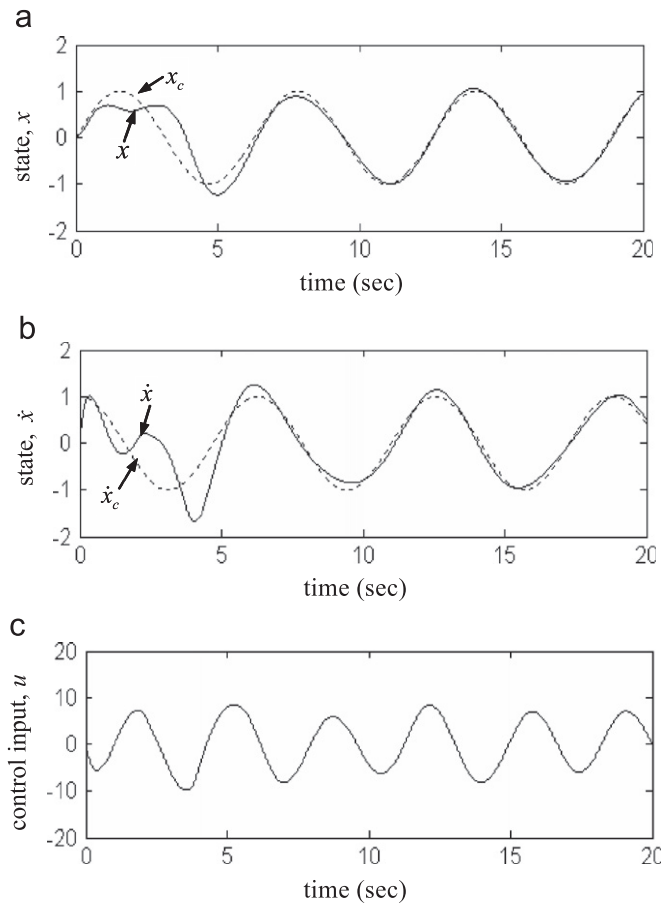 a
2
1
0
-1
-2
state, x
x_c
x
0 5 10 15 20
time (sec)
b
2
1
0
-1
-2
state, ẋ
ẋ
ẋ_c
0 5 10 15 20
time (sec)
c
20
10
0
-10
-20
control input, u
0 5 10 15 20
time (sec)